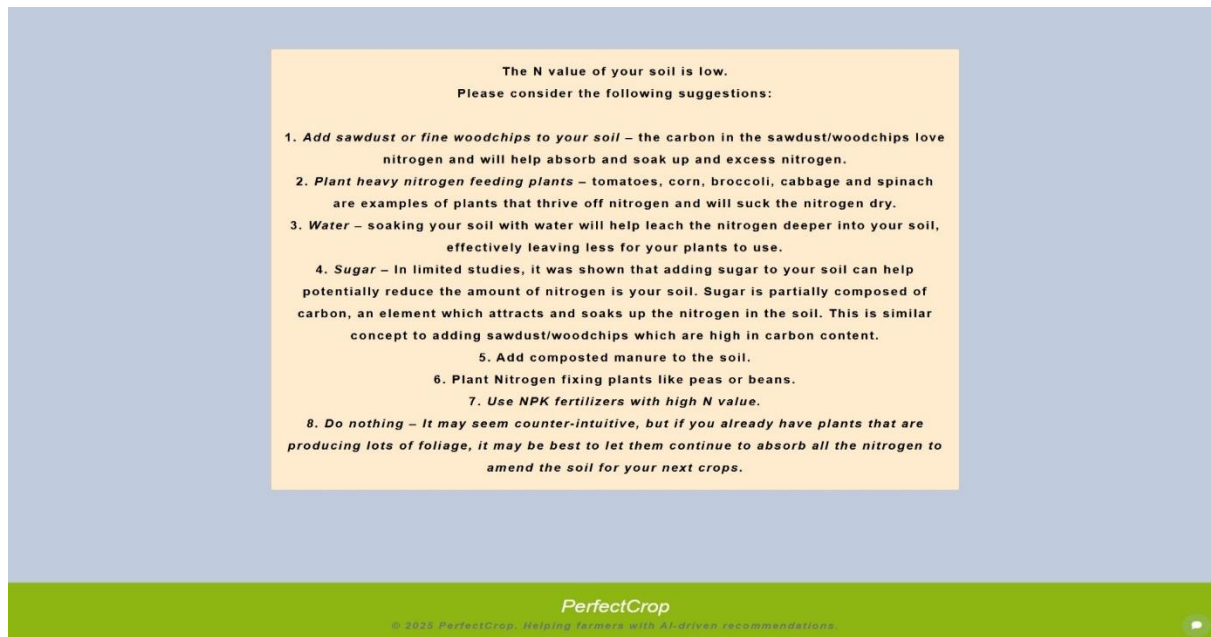 The N value of your soil is low.
Please consider the following suggestions:
1. Add sawdust or fine woodchips to your soil – the carbon in the sawdust/woodchips love
nitrogen and will help absorb and soak up and excess nitrogen.
2. Plant heavy nitrogen feeding plants – tomatoes, corn, broccoli, cabbage and spinach
are examples of plants that thrive off nitrogen and will suck the nitrogen dry.
3. Water – soaking your soil with water will help leach the nitrogen deeper into your soil,
effectively leaving less for your plants to use.
4. Sugar – In limited studies, it was shown that adding sugar to your soil can help
potentially reduce the amount of nitrogen is your soil. Sugar is partially composed of
carbon, an element which attracts and soaks up the nitrogen in the soil. This is similar
concept to adding sawdust/woodchips which are high in carbon content.
5. Add composted manure to the soil.
6. Plant Nitrogen fixing plants like peas or beans.
7. Use NPK fertilizers with high N value.
8. Do nothing – It may seem counter-intuitive, but if you already have plants that are
producing lots of foliage, it may be best to let them continue to absorb all the nitrogen to
amend the soil for your next crops.
PerfectCrop
© 2025 PerfectCrop. Helping farmers with AI-driven recommendations.